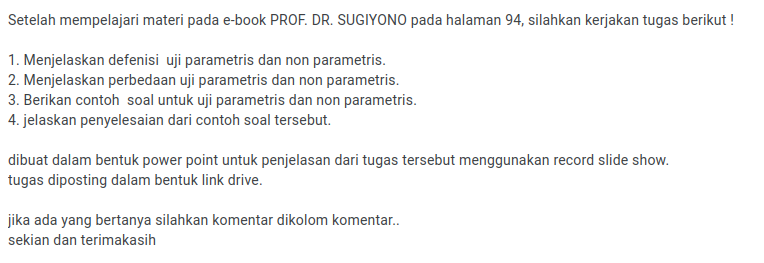 Setelah mempelajari materi pada e-book PROF. DR. SUGIYONO pada halaman 94, silahkan kerjakan tugas berikut !
1. Menjelaskan defenisi  uji parametris dan non parametris.
2. Menjelaskan perbedaan uji parametris dan non parametris.
3. Berikan contoh  soal untuk uji parametris dan non parametris.
4. jelaskan penyelesaian dari contoh soal tersebut.
dibuat dalam bentuk power point untuk penjelasan dari tugas tersebut menggunakan record slide show.
tugas diposting dalam bentuk link drive.
jika ada yang bertanya silahkan komentar dikolom komentar..
sekian dan terimakasih